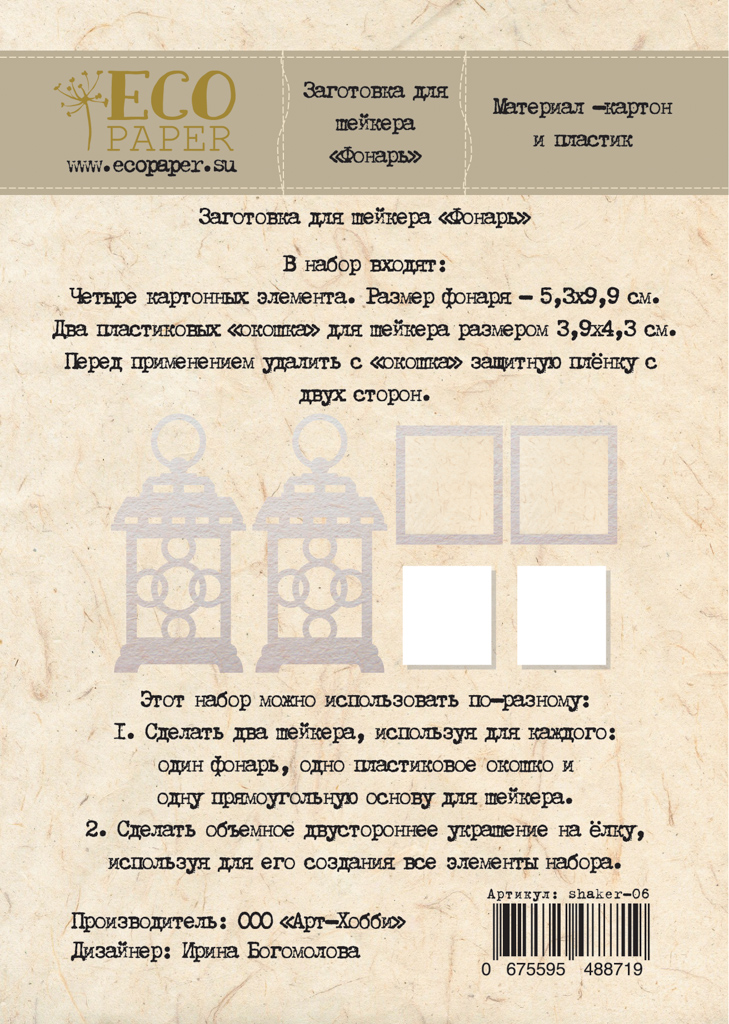 ECO
PAPER
www.ecopaper.su
Заготовка для
шейкера
«Фонарь»
Материал –картон
и пластик
Заготовка для шейкера «Фонарь»
В набор входят:
Четыре картонных элемента. Размер фонаря – 5,3х9,9 см.
Два пластиковых «окошка» для шейкера размером 3,9х4,3 см.
Перед применением удалить с «окошка» защитную плёнку с
двух сторон.
Этот набор можно использовать по-разному:
1. Сделать два шейкера, используя для каждого:
один фонарь, одно пластиковое окошко и
одну прямоугольную основу для шейкера.
2. Сделать объемное двустороннее украшение на ёлку,
используя для его создания все элементы набора.
Артикул: shaker-06
Производитель: ООО «Арт-Хобби»
Дизайнер: Ирина Богомолова
0 675595 488719